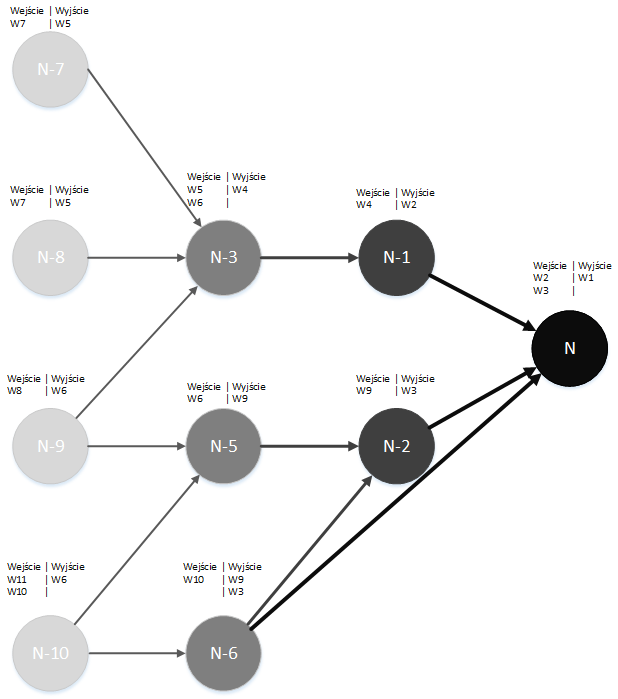 Wejście | Wyjście
W7 | W5
N-7
Wejście | Wyjście
W7 | W5
N-8
Wejście | Wyjście
W5 | W4
W6 |
N-3
Wejście | Wyjście
W4 | W2
N-1
Wejście | Wyjście
W2 | W1
W3 |
N
Wejście | Wyjście
W8 | W6
N-9
Wejście | Wyjście
W6 | W9
N-5
Wejście | Wyjście
W9 | W3
N-2
Wejście | Wyjście
W11 | W6
W10 |
N-10
Wejście | Wyjście
W10 | W9
| W3
N-6